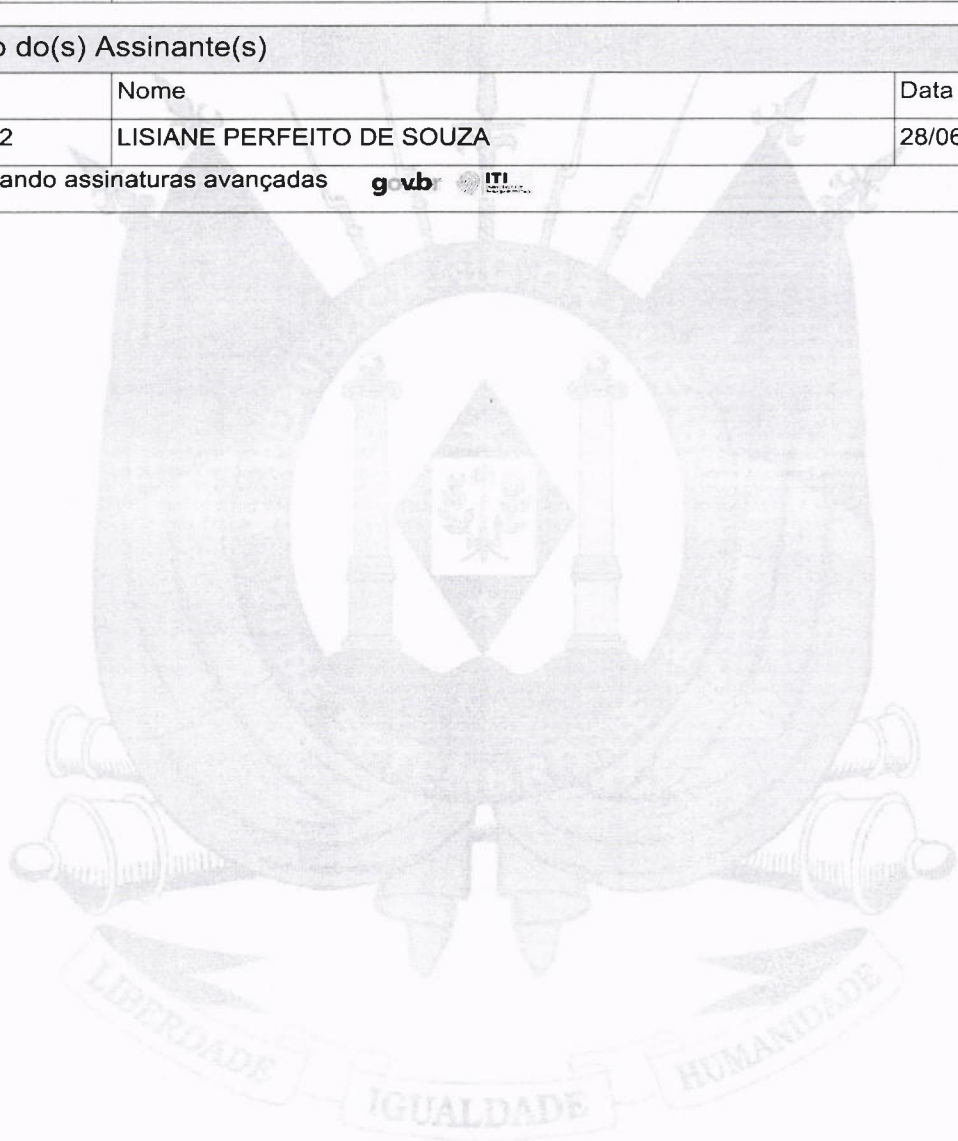 o do(s) Assinante(s)
Nome
Data
2
LISIANE PERFEITO DE SOUZA
28/06
ando assinaturas avançadas gov.br ITI
LIBERDADE
IGUALDADE
HUMANIDADE